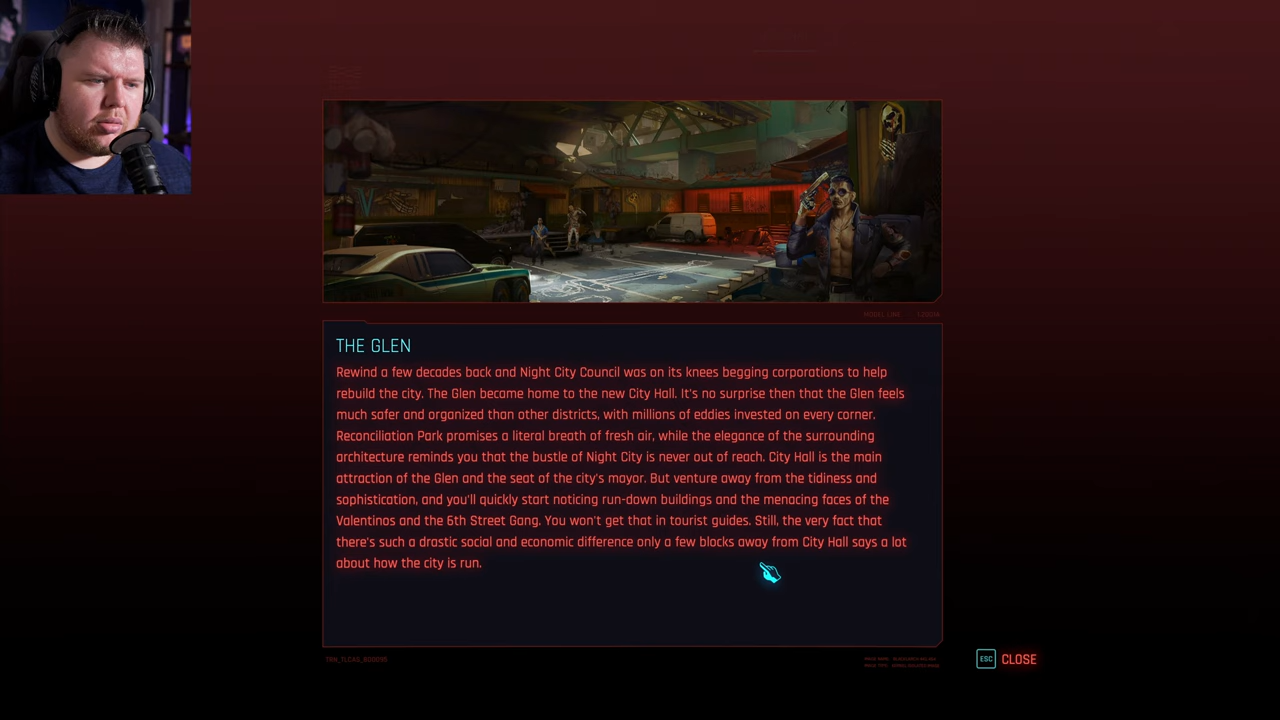 THE GLEN
Rewind a few decades back and Night City Council was on its knees begging corporations to help
rebuild the city. The Glen became home to the new City Hall. It's no surprise then that the Glen feels
much safer and organized than other districts, with millions of eddies invested on every corner.
Reconciliation Park promises a literal breath of fresh air, while the elegance of the surrounding
architecture reminds you that the bustle of Night City is never out of reach. City Hall is the main
attraction of the Glen and the seat of the city's mayor. But venture away from the tidiness and
sophistication, and you'll quickly start noticing run-down buildings and the menacing faces of the
Valentinos and the 6th Street Gang. You won't get that in tourist guides. Still, the very fact that
there's such a drastic social and economic difference only a few blocks away from City Hall says a lot
about how the city is run.
ESC CLOSE